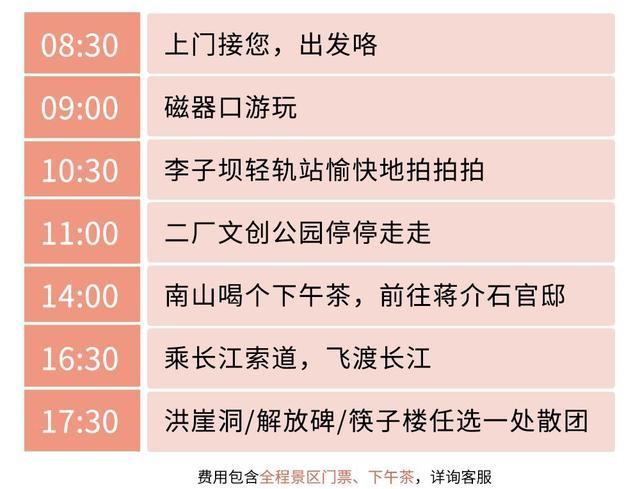 08:30 上门接您，出发咯
09:00 磁器口游玩
10:30 李子坝轻轨站愉快地拍拍拍
11:00 二厂文创公园停停走走
14:00 南山喝个下午茶，前往蒋介石官邸
16:30 乘长江索道，飞渡长江
17:30 洪崖洞/解放碑/筷子楼任选一处散团
费用包含全程景区门票、下午茶，详询客服